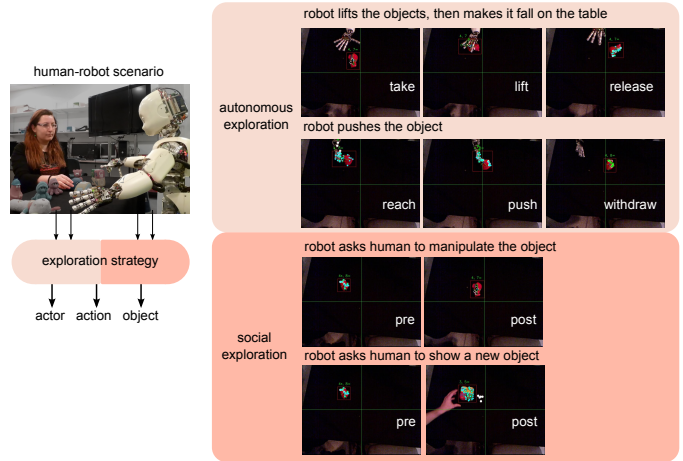 human-robot scenario
exploration strategy
actor
action
object
autonomous
exploration
robot lifts the objects, then makes it fall on the table
take
lift
release
robot pushes the object
reach
push
withdraw
social
exploration
robot asks human to manipulate the object
pre
post
robot asks human to show a new object
pre
post